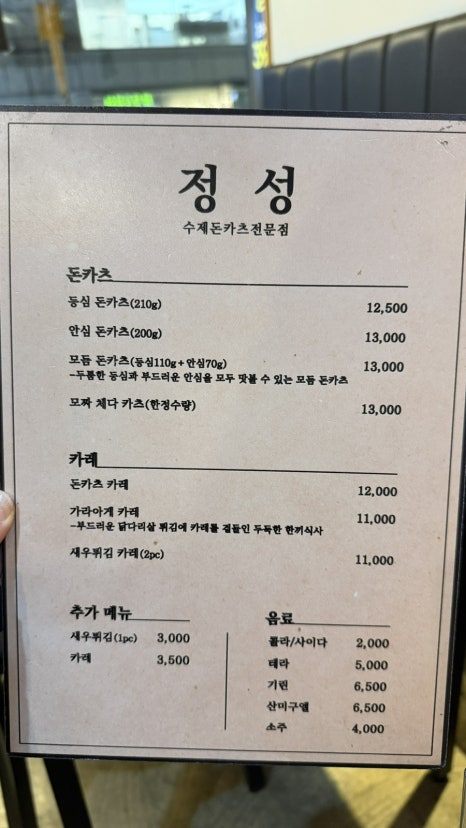 정 성
수제돈카츠전문점
돈카츠
등심 돈카츠(210g) 12,500
안심 돈카츠(200g) 13,000
모듬 돈카츠(등심110g+안심70g) 13,000
-두툼한 등심과 부드러운 안심을 모두 맛볼 수 있는 모듬 돈카츠
모짜 체다 카츠(한정수량) 13,000
카레
돈카츠 카레 12,000
가라아게 카레 11,000
-부드러운 닭다리살 튀김에 카레를 곁들인 두둑한 한끼식사
새우튀김 카레(2pc) 11,000
추가 메뉴
새우튀김(1pc) 3,000
카레 3,500
음료
콜라/사이다 2,000
테라 5,000
기린 6,500
산미구엘 6,500
소주 4,000